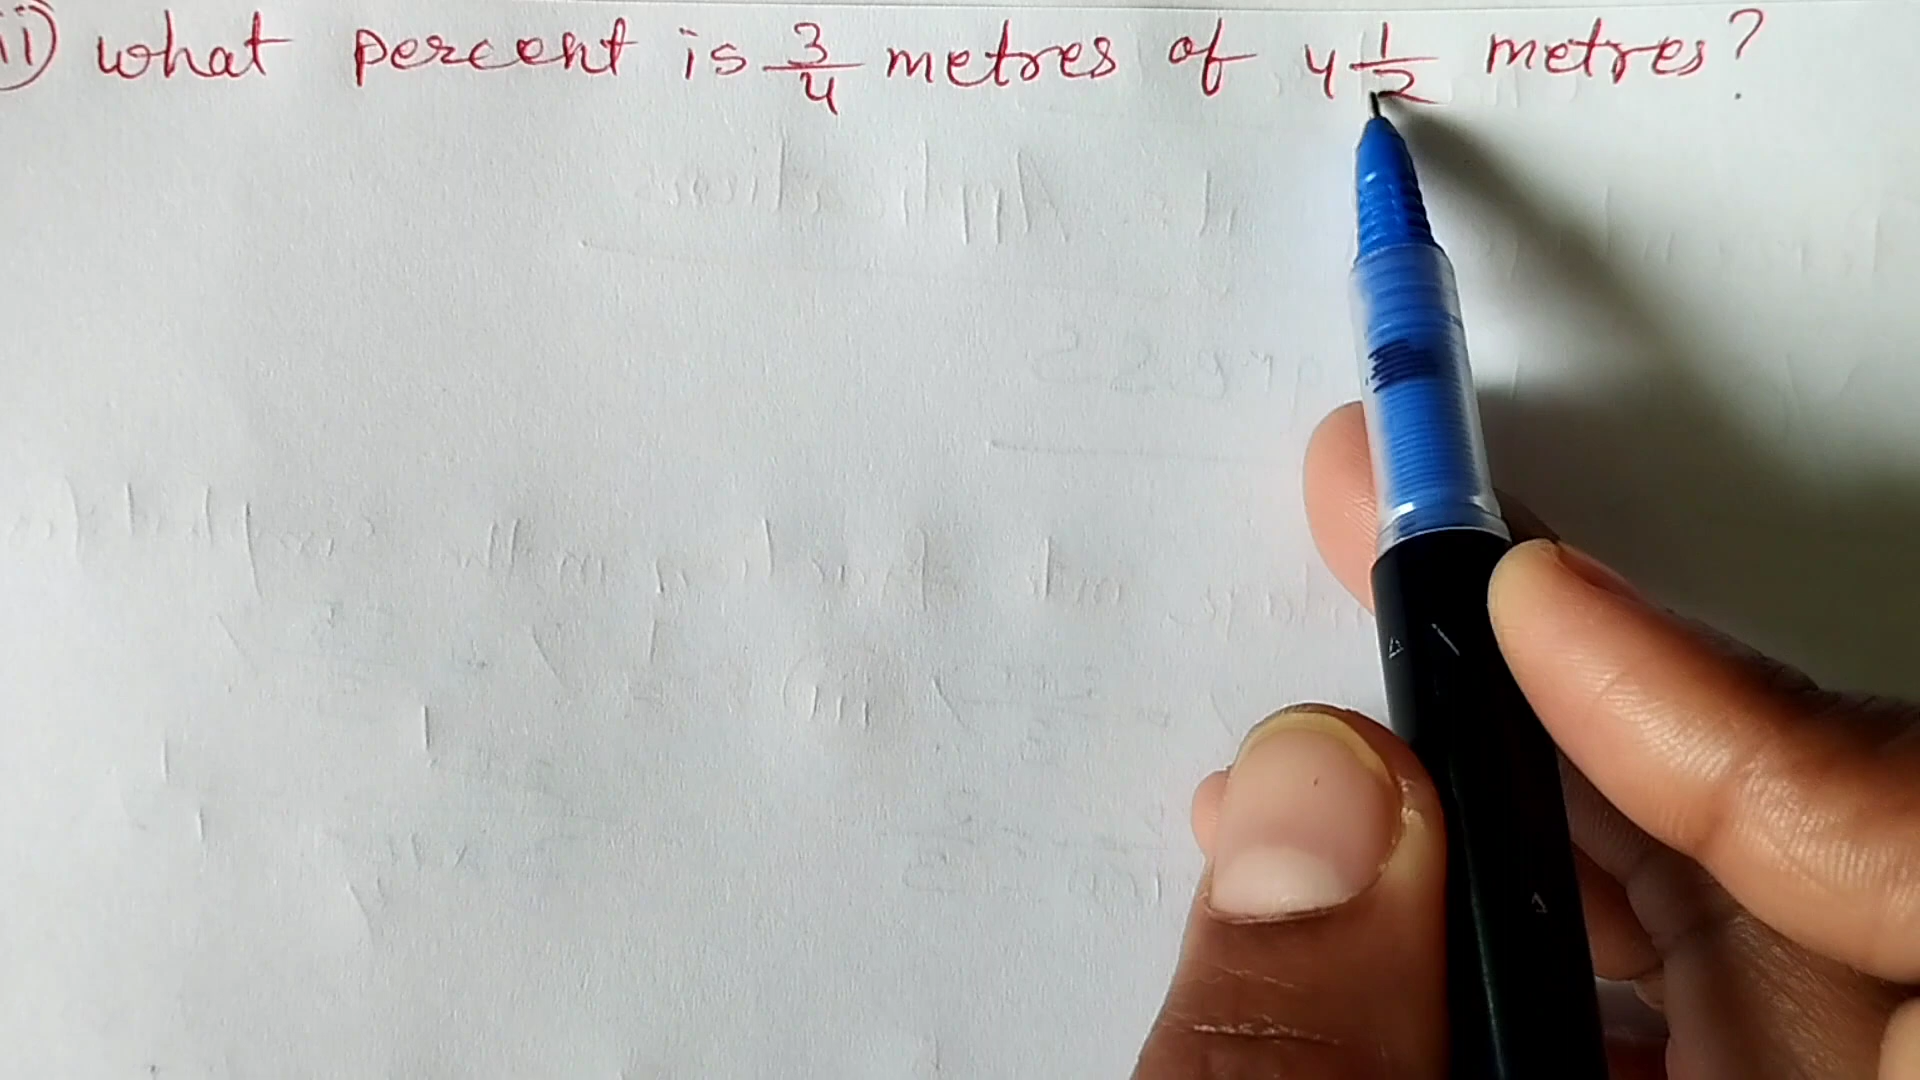 ii) what percent is 3/4 metres of 4 1/2 metres?